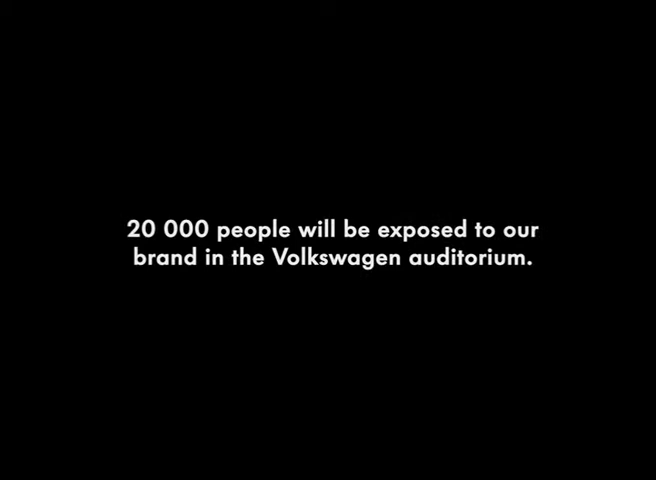 20 000 people will be exposed to our
brand in the Volkswagen auditorium.